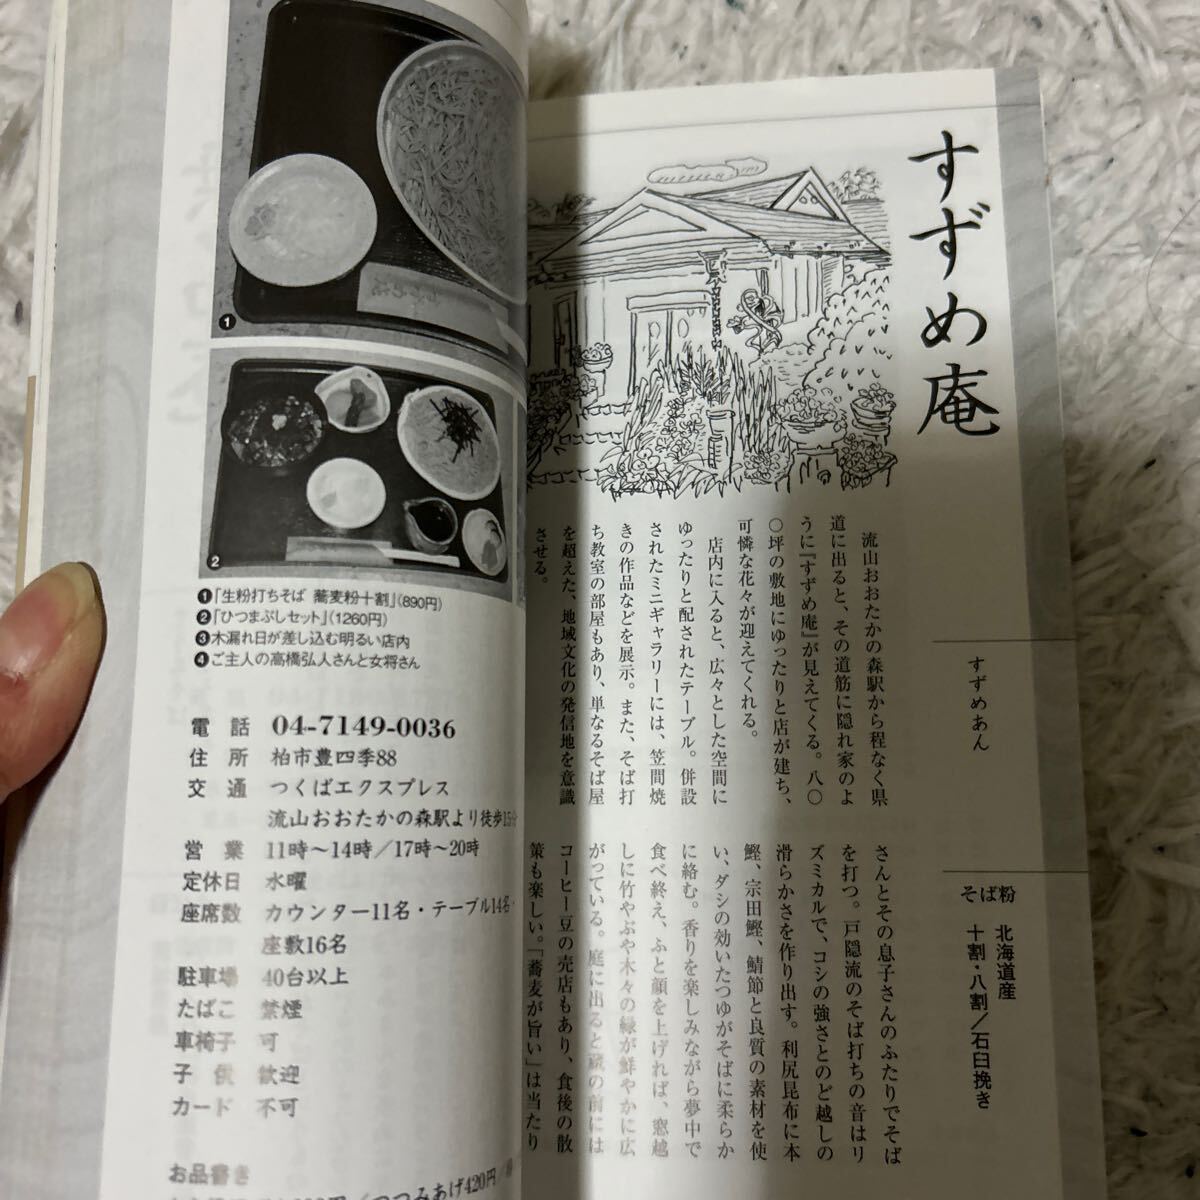 すずめ庵
すずめあん
そば粉
北海道産
十割・八割／石臼挽き
流山おおたかの森駅から程なく県
道に出ると、その道筋に隠れ家のよ
うに『すずめ庵』が見えてくる。八〇
〇坪の敷地にゆったりと店が建ち、
可憐な花々が迎えてくれる。
店内に入ると、広々とした空間に
ゆったりと配されたテーブル。併設
されたミニギャラリーには、笠間焼
きの作品などを展示。また、そば打
ち教室の部屋もあり、単なるそば屋
を超えた、地域文化の発信地を意識
させる。
さんとその息子さんのふたりでそば
を打つ。戸隠流のそば打ちの音はリ
ズミカルで、コシの強さとのど越しの
滑らかさを作り出す。利尻昆布に本
鰹、宗田鰹、鯖節と良質の素材を使
い、ダシの効いたつゆがそばに柔らか
に絡む。香りを楽しみながら夢中で
食べ終え、ふと顔を上げれば、窓越
しに竹やぶや木々の緑が鮮やかに広
がっている。庭に出ると蔵の前には
コーヒー豆の売店もあり、食後の散
策も楽しい。「蕎麦が旨い」は当たり
1
2
❶「生粉打ちそば 蕎麦粉十割」(890円)
❷「ひつまぶしセット」(1260円)
❸木漏れ日が差し込む明るい店内
❹ご主人の高橋弘人さんと女将さん
電話 04-7149-0036
住所 柏市豊四季88
交通 つくばエクスプレス
流山おおたかの森駅より徒歩15分
営業 11時〜14時／17時〜20時
定休日 水曜
座席数 カウンター11名・テーブル14名・
座敷16名
駐車場 40台以上
たばこ 禁煙
車椅子 可
子供 歓迎
カード 不可
お品書き
みあげ420円／